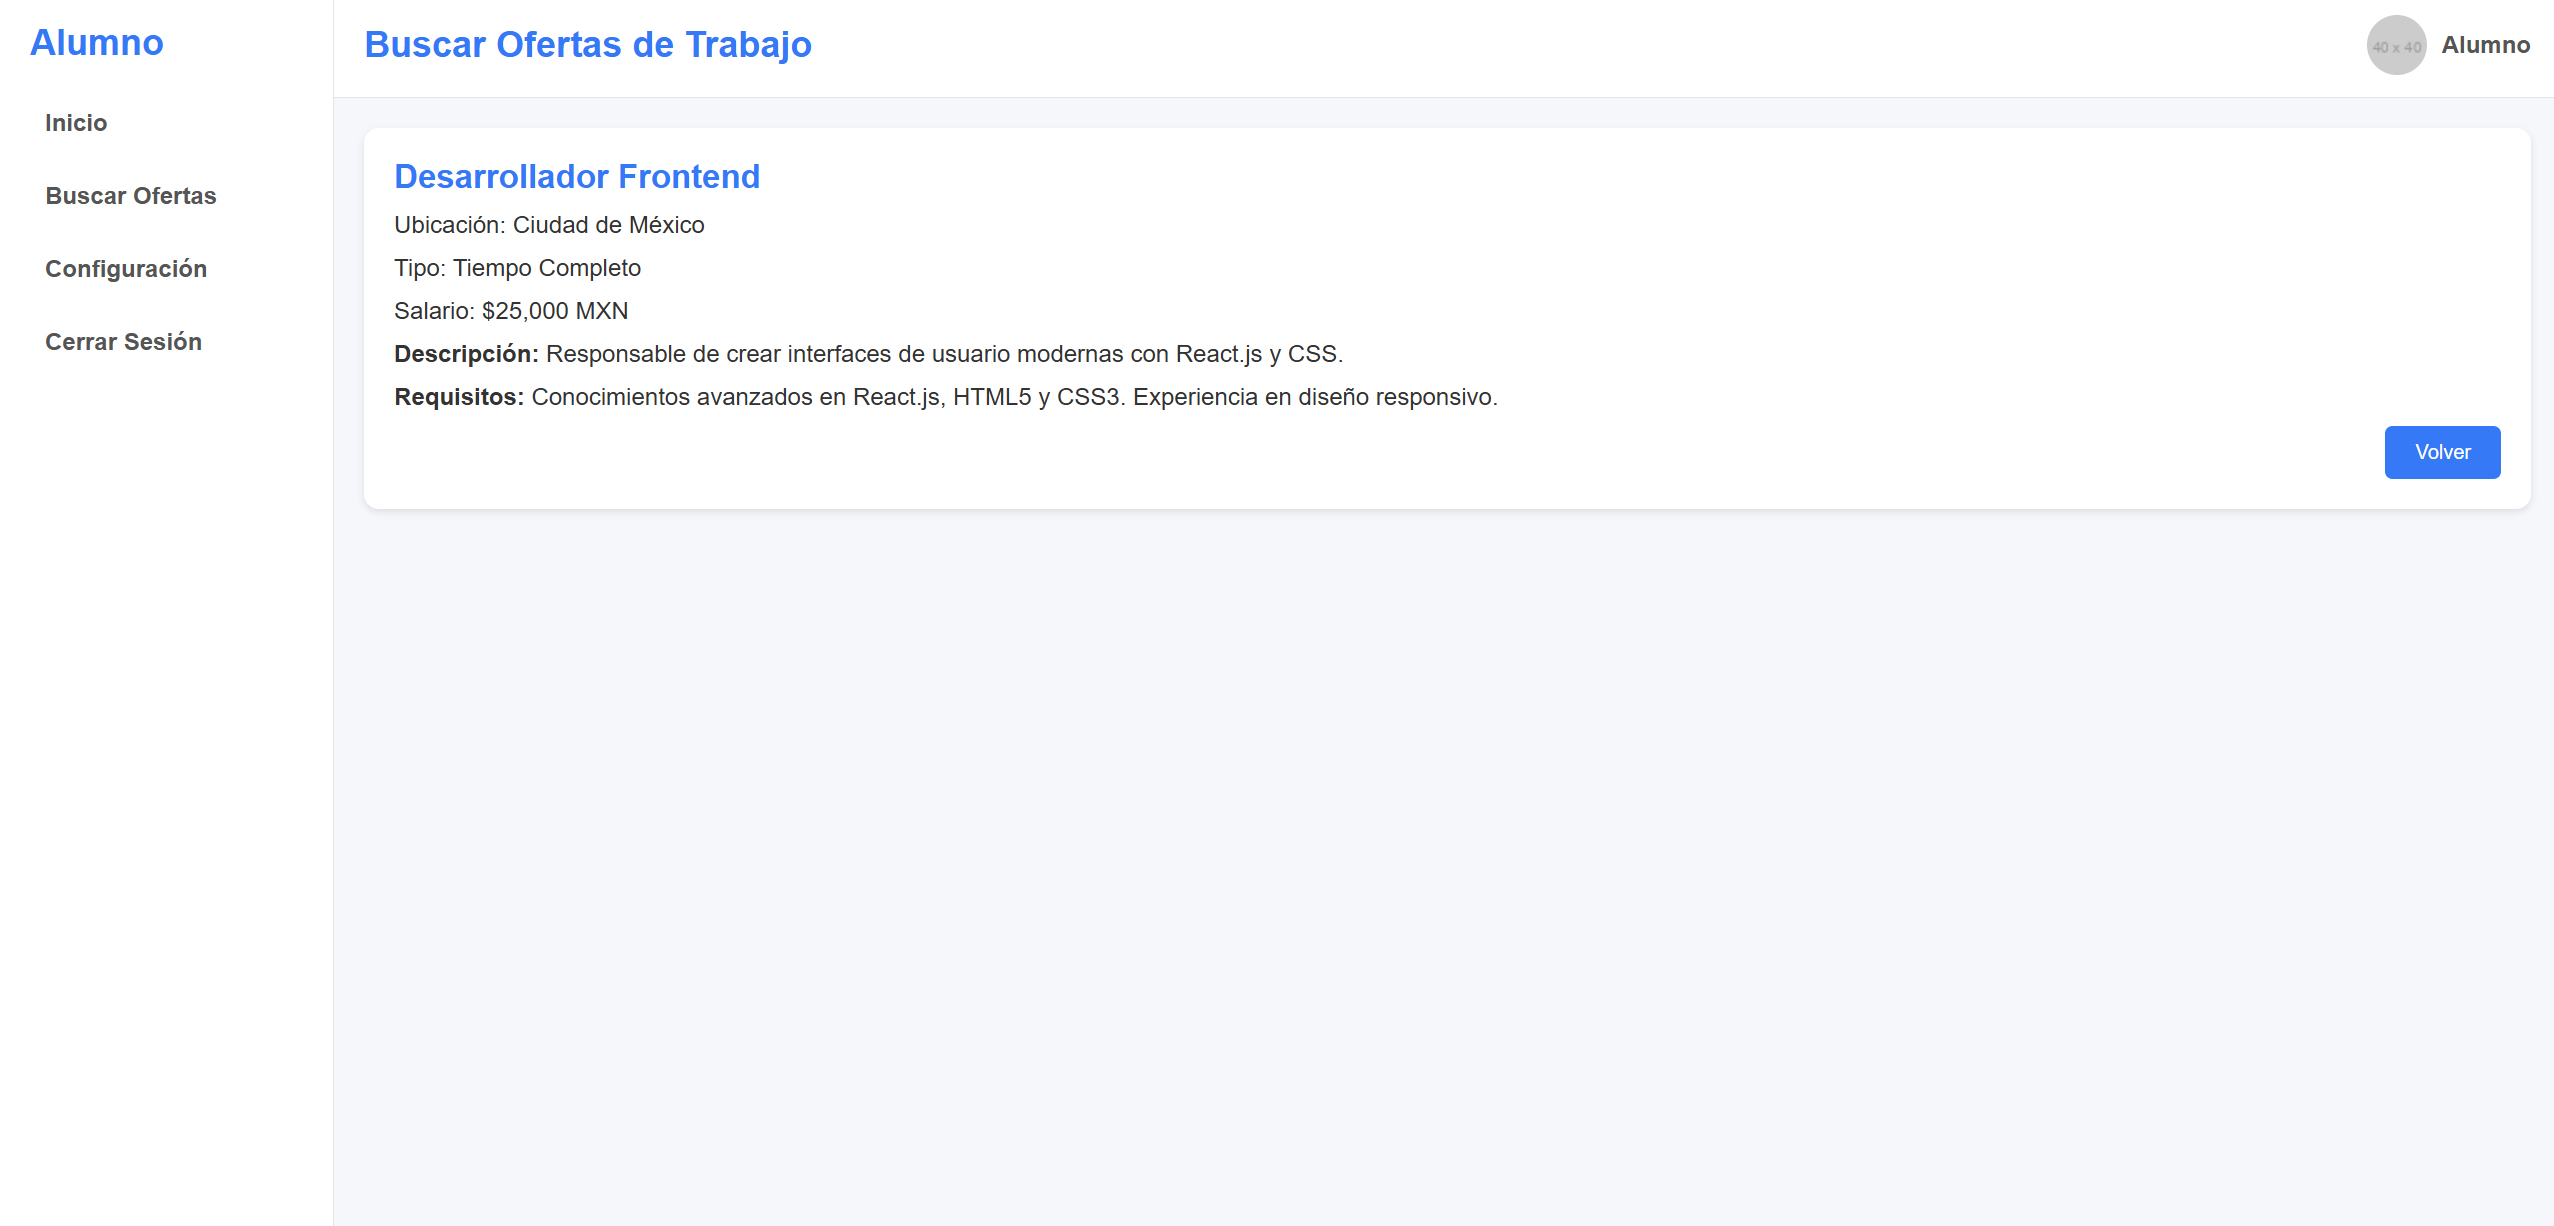 Alumno
Inicio
Buscar Ofertas
Configuración
Cerrar Sesión
Buscar Ofertas de Trabajo
40 x 40
Alumno
Desarrollador Frontend
Ubicación: Ciudad de México
Tipo: Tiempo Completo
Salario: $25,000 MXN
Descripción: Responsable de crear interfaces de usuario modernas con React.js y CSS.
Requisitos: Conocimientos avanzados en React.js, HTML5 y CSS3. Experiencia en diseño responsivo.
Volver